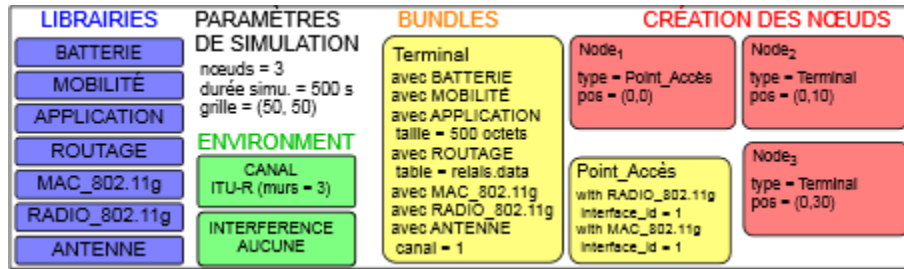 LIBRAIRIES
BATTERIE
MOBILITÉ
APPLICATION
ROUTAGE
MAC_802.11g
RADIO_802.11g
ANTENNE
PARAMÈTRES
DE SIMULATION
nœuds = 3
durée simu. = 500 s
grille = (50, 50)
ENVIRONMENT
CANAL
ITU-R (murs = 3)
INTERFERENCE
AUCUNE
BUNDLES
Terminal
avec BATTERIE
avec MOBILITÉ
avec APPLICATION
taille = 500 octets
avec ROUTAGE
table = relais.data
avec MAC_802.11g
avec RADIO_802.11g
avec ANTENNE
canal = 1
CRÉATION DES NŒUDS
Node1
type = Point_Accès
pos = (0,0)
Node2
type = Terminal
pos = (0,10)
Point_Accès
with RADIO_802.11g
Interface_id = 1
with MAC_802.11g
Interface_id = 1
Node3
type = Terminal
pos = (0,30)